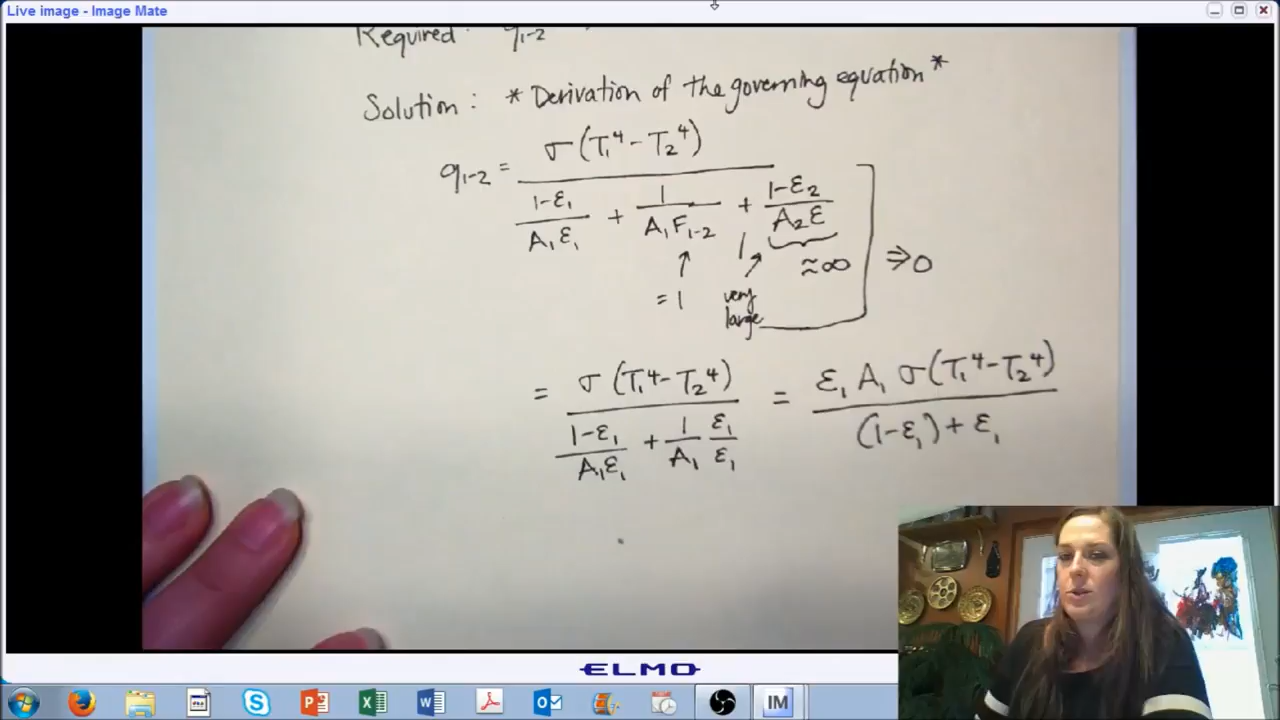 Live image - Image Mate
Required: q₁₋₂
Solution: * Derivation of the governing equation *
q₁₋₂ = σ(T₁⁴ - T₂⁴) / ((1-ε₁)/(A₁ε₁) + 1/(A₁F₁₋₂) + (1-ε₂)/(A₂ε))
= 1
very large
≈∞
⇒ 0
= σ(T₁⁴-T₂⁴) / ((1-ε₁)/(A₁ε₁) + (1/A₁)(ε₁/ε₁)) = ε₁ A₁ σ(T₁⁴-T₂⁴) / ((1-ε₁) + ε₁)
ELMO
IM